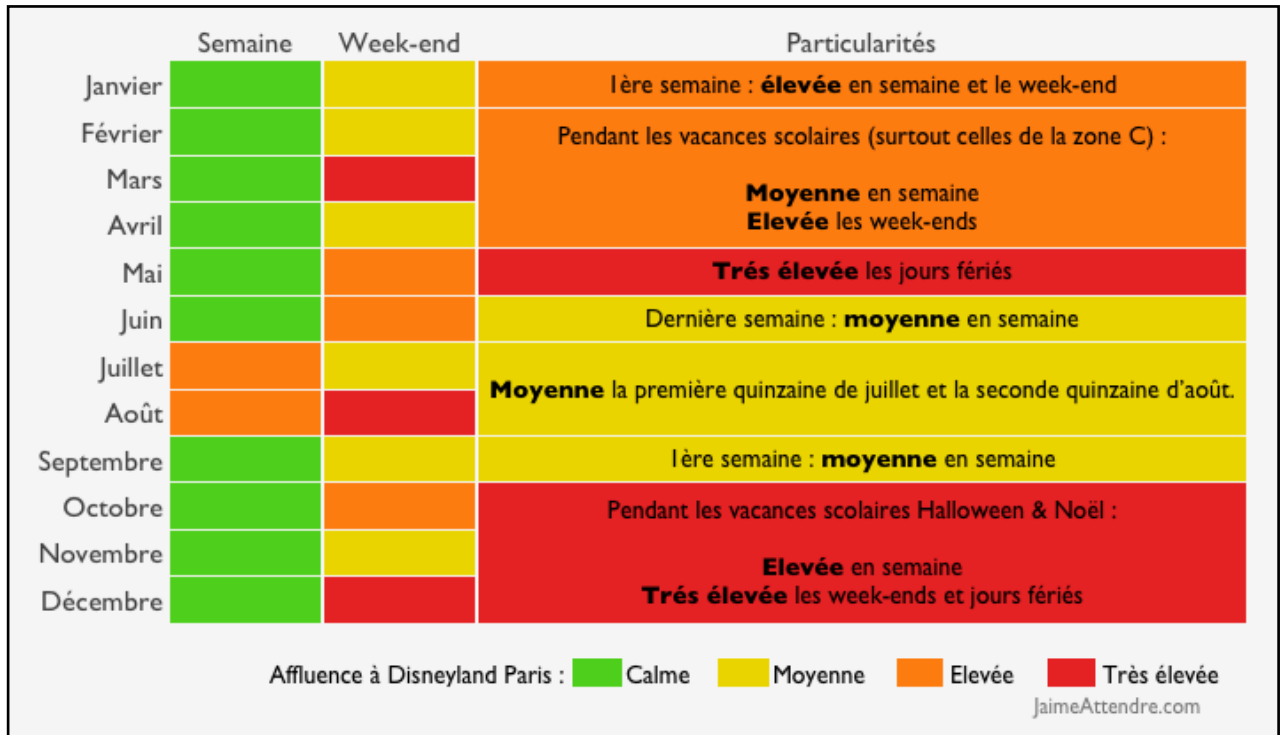 Semaine Week-end Particularités
Janvier 1ère semaine : élevée en semaine et le week-end
Février Pendant les vacances scolaires (surtout celles de la zone C) :
Mars Moyenne en semaine
Avril Elevée les week-ends
Mai Trés élevée les jours fériés
Juin Dernière semaine : moyenne en semaine
Juillet
Moyenne la première quinzaine de juillet et la seconde quinzaine d'août.
Août
Septembre 1ère semaine : moyenne en semaine
Octobre Pendant les vacances scolaires Halloween & Noël :
Novembre Elevée en semaine
Décembre Trés élevée les week-ends et jours fériés
Affluence à Disneyland Paris : Calme Moyenne Elevée Très élevée
JaimeAttendre.com